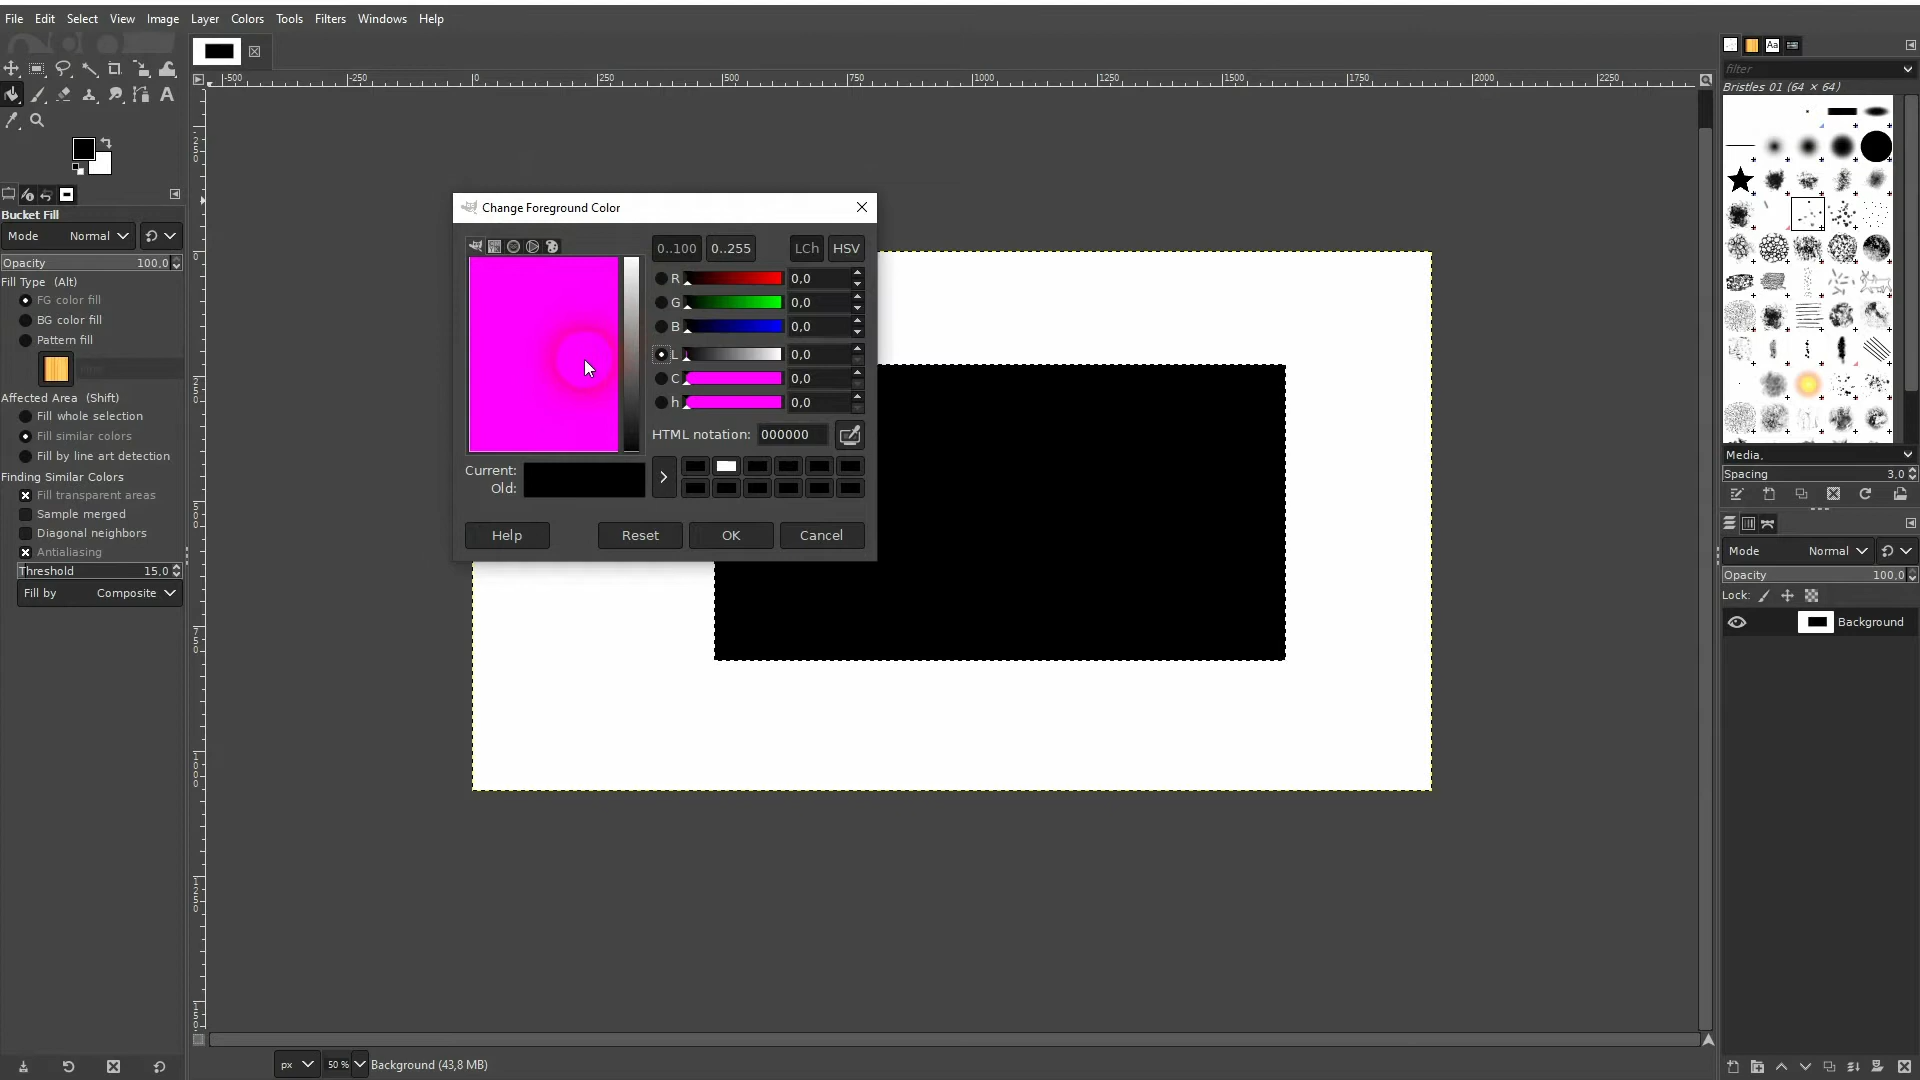 File Edit Select View Image Layer Colors Tools Filters Windows Help
-500 -250 0 250 500 750 1000 1250 1500 1750 2000 2250
filter
Bristles 01 (64 × 64)
Bucket Fill
Mode Normal
Opacity 100,0
Fill Type (Alt)
FG color fill
BG color fill
Pattern fill
Affected Area (Shift)
Fill whole selection
Fill similar colors
Fill by line art detection
Finding Similar Colors
Fill transparent areas
Sample merged
Diagonal neighbors
Antialiasing
Threshold 15,0
Fill by Composite
Change Foreground Color
0..100 0..255 LCh HSV
R 0,0
G 0,0
B 0,0
L 0,0
C 0,0
h 0,0
HTML notation: 000000
Current:
Old:
Help Reset OK Cancel
Media,
Spacing 3,0
Mode Normal
Opacity 100,0
Lock:
Background
px 50 % Background (43,8 MB)